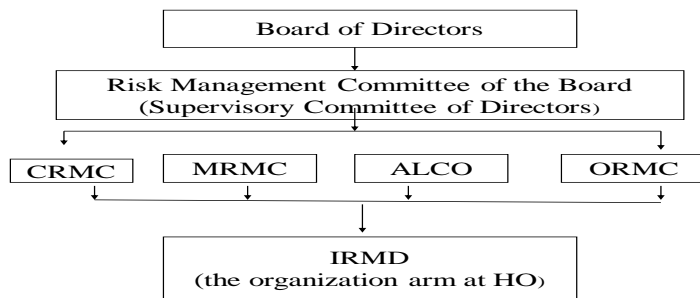 Board of Directors
Risk Management Committee of the Board
(Supervisory Committee of Directors)
CRMC
MRMC
ALCO
ORMC
IRMD
(the organization arm at HO)